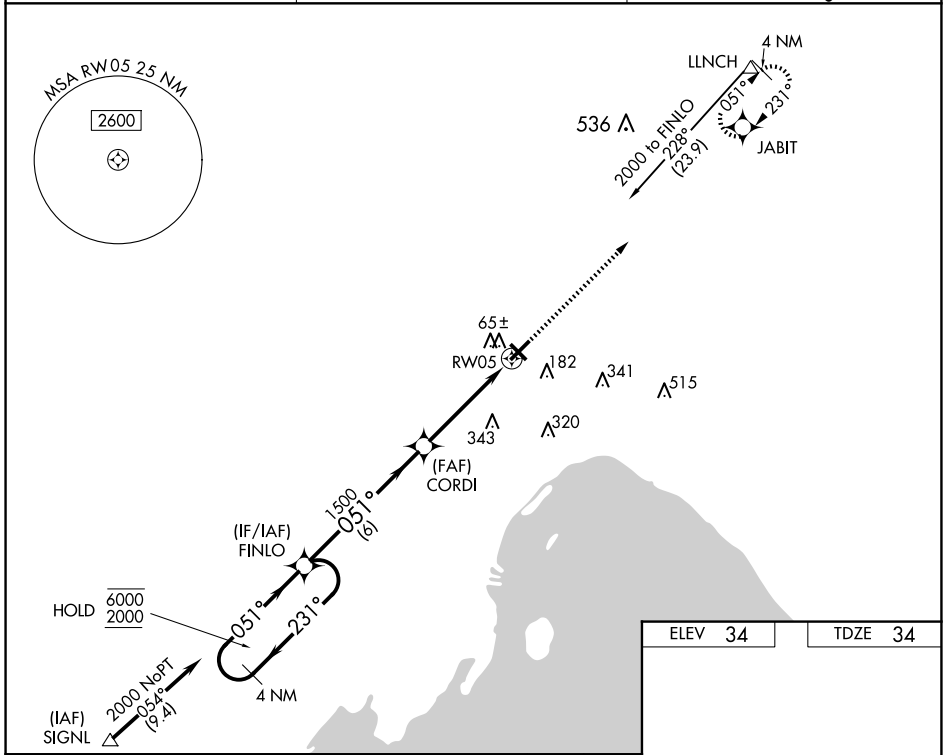 MSA RW05 25 NM
2600
LLNCH
4 NM
051°
231°
JABIT
536
2000 to FINLO
228°
(23.9)
65±
RW05
182
341
515
343
320
(FAF)
CORDI
1500
051°
(6)
(IF/IAF)
FINLO
HOLD
6000
2000
051°
231°
4 NM
2000 NoPT
054°
(9.4)
(IAF)
SIGNL
ELEV 34
TDZE 34